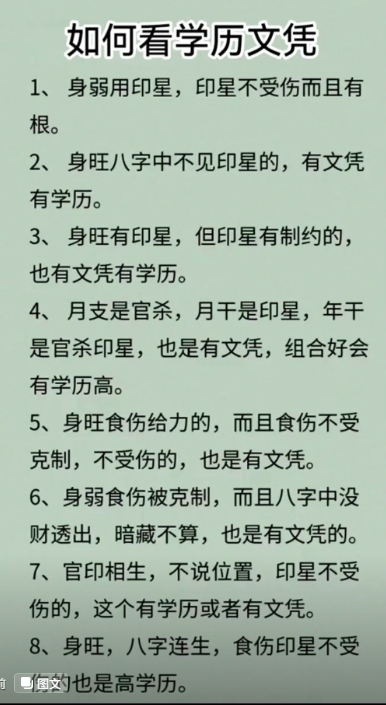 如何看学历文凭
1、 身弱用印星，印星不受伤而且有
根。
2、 身旺八字中不见印星的，有文凭
有学历。
3、 身旺有印星，但印星有制约的，
也有文凭有学历。
4、 月支是官杀，月干是印星，年干
是官杀印星，也是有文凭，组合好会
有学历高。
5、身旺食伤给力的，而且食伤不受
克制，不受伤的，也是有文凭。
6、身弱食伤被克制，而且八字中没
财透出，暗藏不算，也是有文凭的。
7、官印相生，不说位置，印星不受
伤的，这个有学历或者有文凭。
8、身旺，八字连生，食伤印星不受
伤的也是高学历。
前 图文